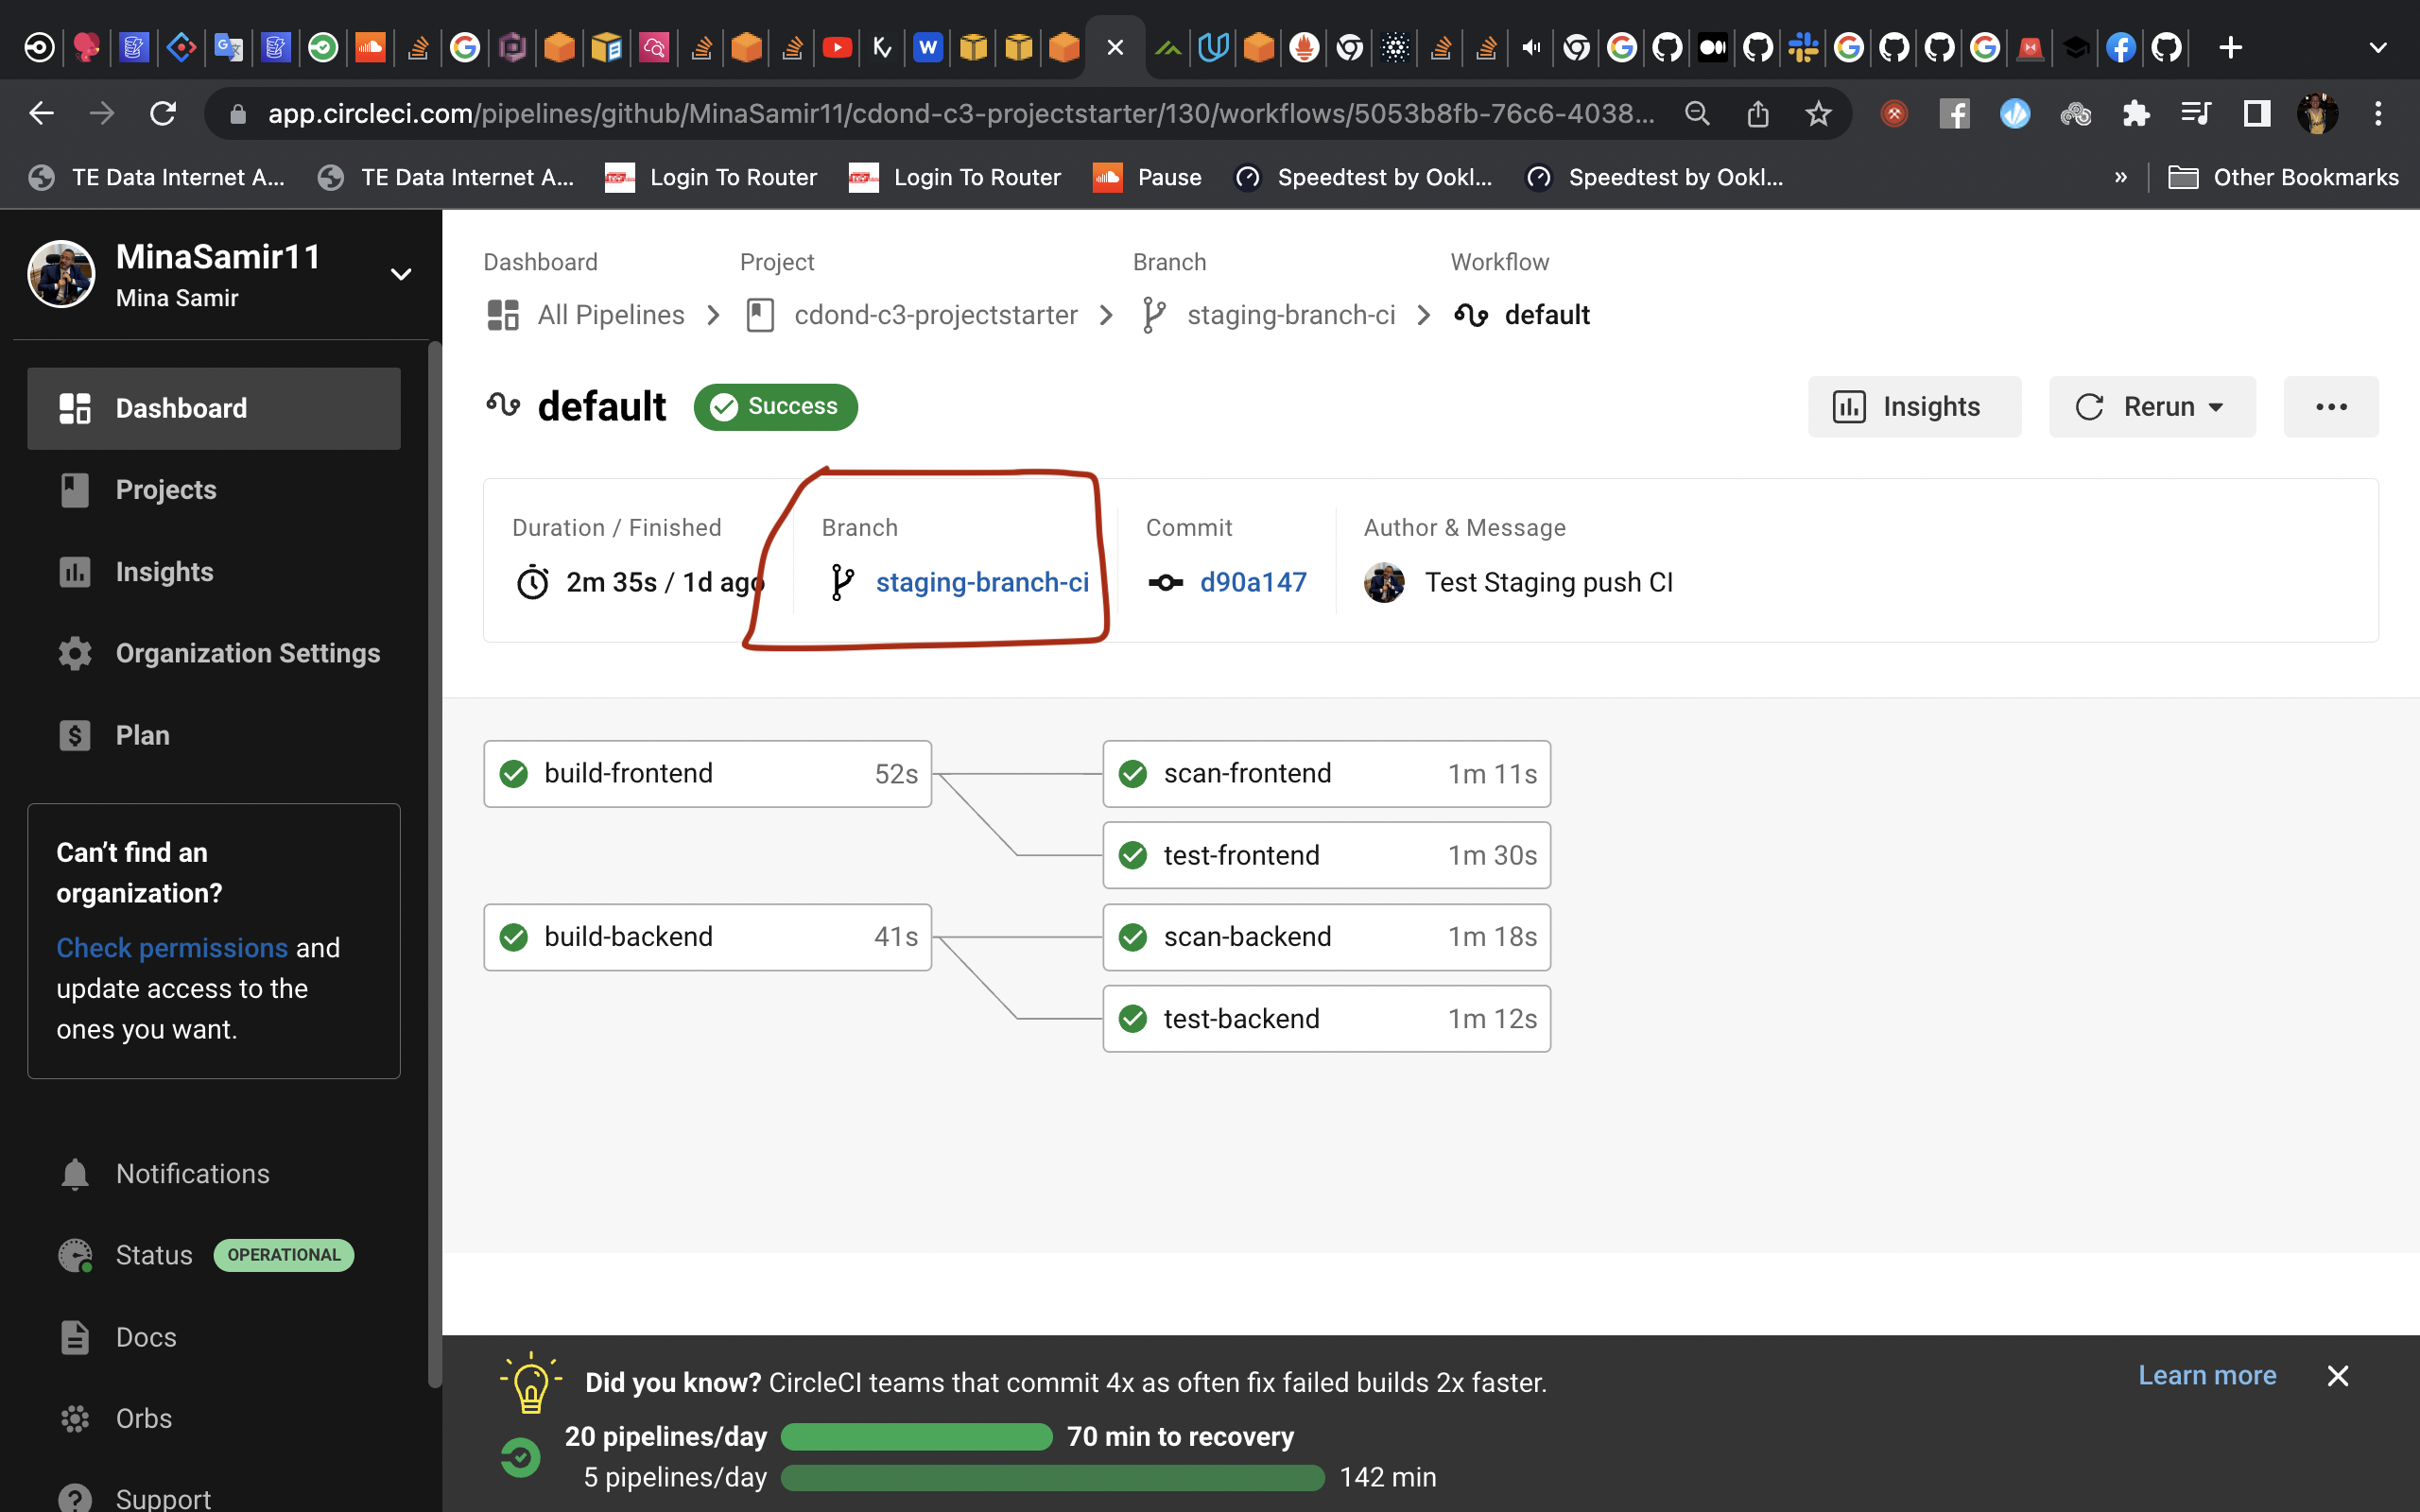 app.circleci.com/pipelines/github/MinaSamir11/cdond-c3-projectstarter/130/workflows/5053b8fb-76c6-4038...
TE Data Internet A...
TE Data Internet A...
Login To Router
Login To Router
Pause
Speedtest by Ookl...
Speedtest by Ookl...
»
Other Bookmarks
MinaSamir11
Mina Samir
Dashboard
Projects
Insights
Organization Settings
Plan
Can't find an
organization?
Check permissions and
update access to the
ones you want.
Notifications
Status OPERATIONAL
Docs
Orbs
Support
Dashboard Project Branch Workflow
All Pipelines cdond-c3-projectstarter staging-branch-ci default
default Success
Insights Rerun
Duration / Finished
2m 35s / 1d ago
Branch
staging-branch-ci
Commit
d90a147
Author & Message
Test Staging push CI
build-frontend 52s
scan-frontend 1m 11s
test-frontend 1m 30s
build-backend 41s
scan-backend 1m 18s
test-backend 1m 12s
Did you know? CircleCI teams that commit 4x as often fix failed builds 2x faster.
Learn more
20 pipelines/day 70 min to recovery
5 pipelines/day 142 min